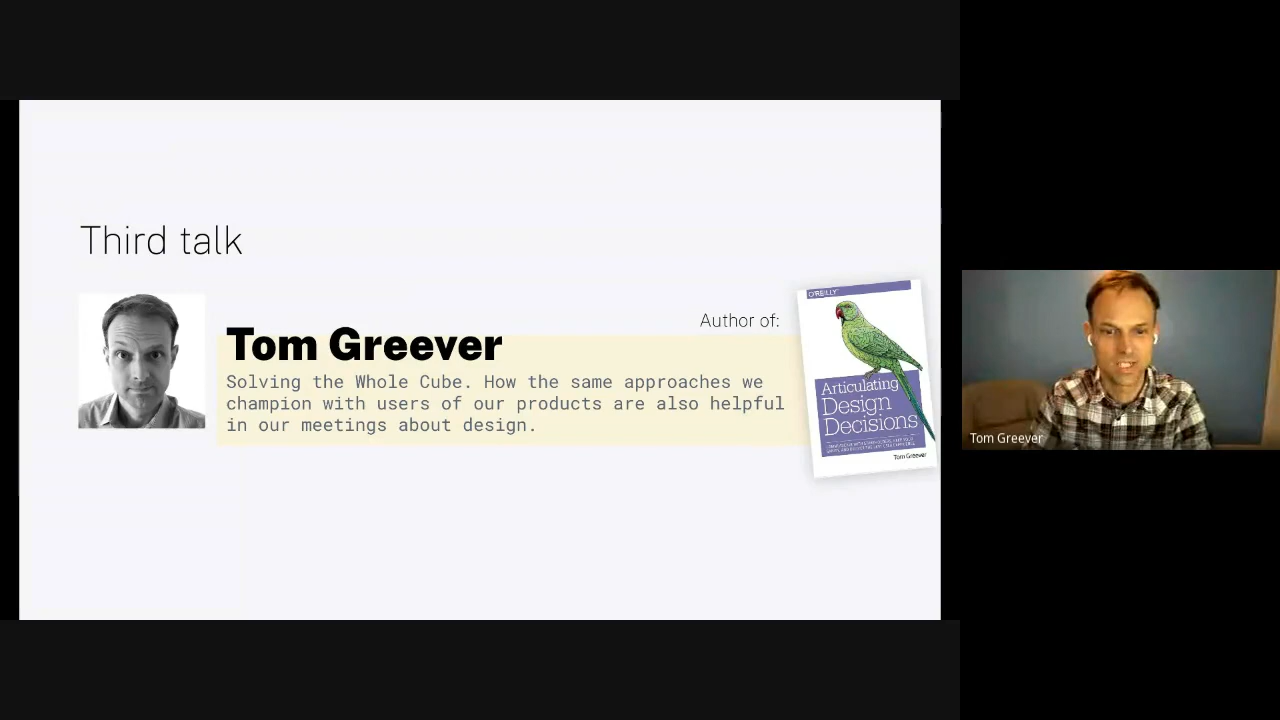 Third talk
Author of:
Tom Greever
Solving the Whole Cube. How the same approaches we
champion with users of our products are also helpful
in our meetings about design.
O'REILLY
Articulating
Design
Decisions
Tom Greever
Tom Greever